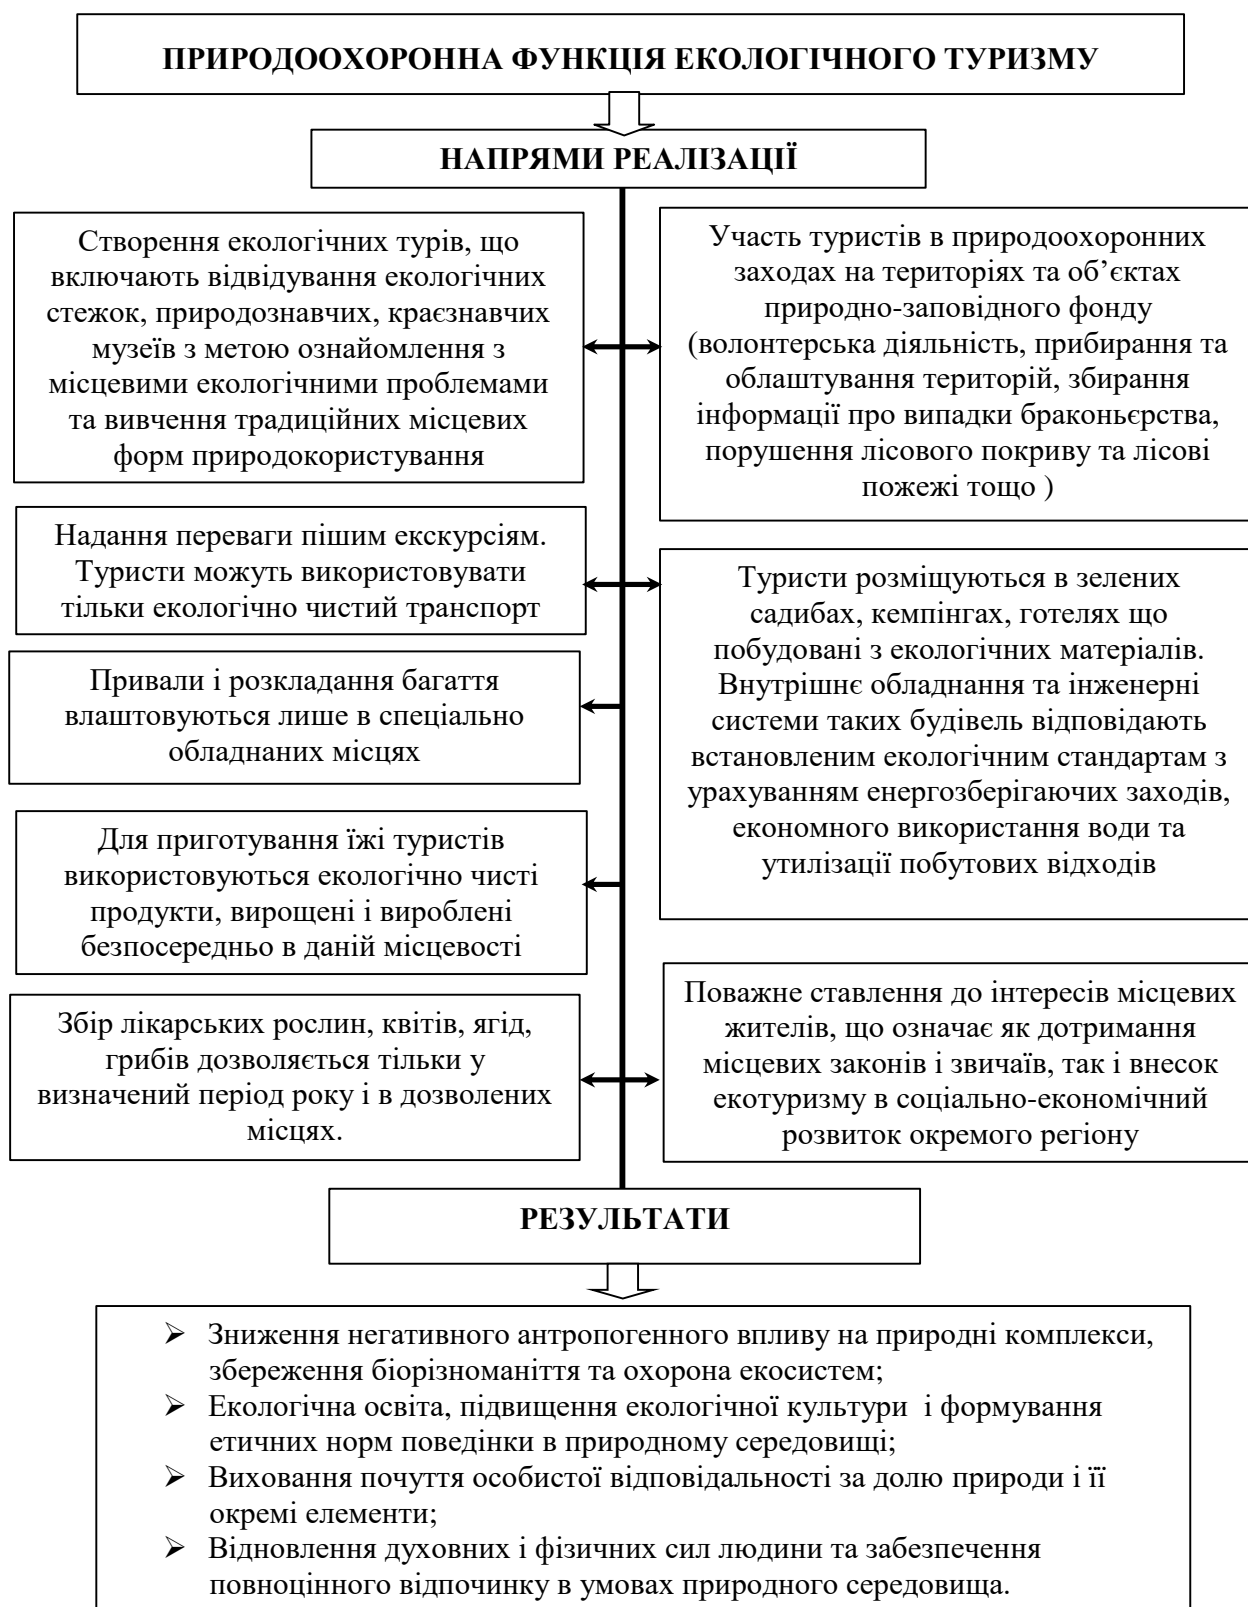 ПРИРОДООХОРОННА ФУНКЦІЯ ЕКОЛОГІЧНОГО ТУРИЗМУ
НАПРЯМИ РЕАЛІЗАЦІЇ
Створення екологічних турів, що
включають відвідування екологічних
стежок, природознавчих, краєзнавчих
музеїв з метою ознайомлення з
місцевими екологічними проблемами
та вивчення традиційних місцевих
форм природокористування
Участь туристів в природоохоронних
заходах на територіях та об’єктах
природно-заповідного фонду
(волонтерська діяльність, прибирання та
облаштування територій, збирання
інформації про випадки браконьєрства,
порушення лісового покриву та лісові
пожежі тощо )
Надання переваги пішим екскурсіям.
Туристи можуть використовувати
тільки екологічно чистий транспорт
Туристи розміщуються в зелених
садибах, кемпінгах, готелях що
побудовані з екологічних матеріалів.
Внутрішнє обладнання та інженерні
системи таких будівель відповідають
встановленим екологічним стандартам з
урахуванням енергозберігаючих заходів,
економного використання води та
утилізації побутових відходів
Привали і розкладання багаття
влаштовуються лише в спеціально
обладнаних місцях
Для приготування їжі туристів
використовуються екологічно чисті
продукти, вирощені і вироблені
безпосередньо в даній місцевості
Збір лікарських рослин, квітів, ягід,
грибів дозволяється тільки у
визначений період року і в дозволених
місцях.
Поважне ставлення до інтересів місцевих
жителів, що означає як дотримання
місцевих законів і звичаїв, так і внесок
екотуризму в соціально-економічний
розвиток окремого регіону
РЕЗУЛЬТАТИ
➢ Зниження негативного антропогенного впливу на природні комплекси,
збереження біорізноманіття та охорона екосистем;
➢ Екологічна освіта, підвищення екологічної культури  і формування
етичних норм поведінки в природному середовищі;
➢ Виховання почуття особистої відповідальності за долю природи і її
окремі елементи;
➢ Відновлення духовних і фізичних сил людини та забезпечення
повноцінного відпочинку в умовах природного середовища.